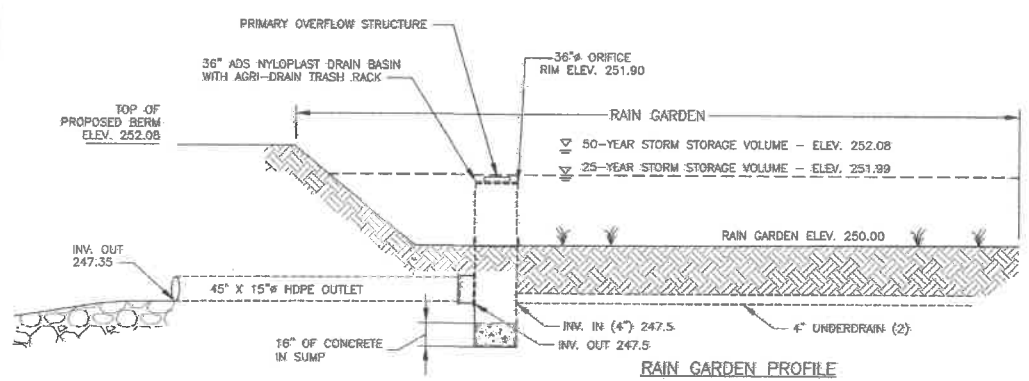 PRIMARY OVERFLOW STRUCTURE
36" ADS NYLOPLAST DRAIN BASIN
WITH AGRI-DRAIN TRASH RACK
36"⌀ ORIFICE
RIM ELEV. 251.90
TOP OF
PROPOSED BERM
ELEV. 252.08
RAIN GARDEN
50-YEAR STORM STORAGE VOLUME - ELEV. 252.08
25-YEAR STORM STORAGE VOLUME - ELEV. 251.99
RAIN GARDEN ELEV. 250.00
INV. OUT
247.35
45" X 15"⌀ HDPE OUTLET
16" OF CONCRETE
IN SUMP
INV. IN (4") 247.5
INV. OUT 247.5
4" UNDERDRAIN (2)
RAIN GARDEN PROFILE